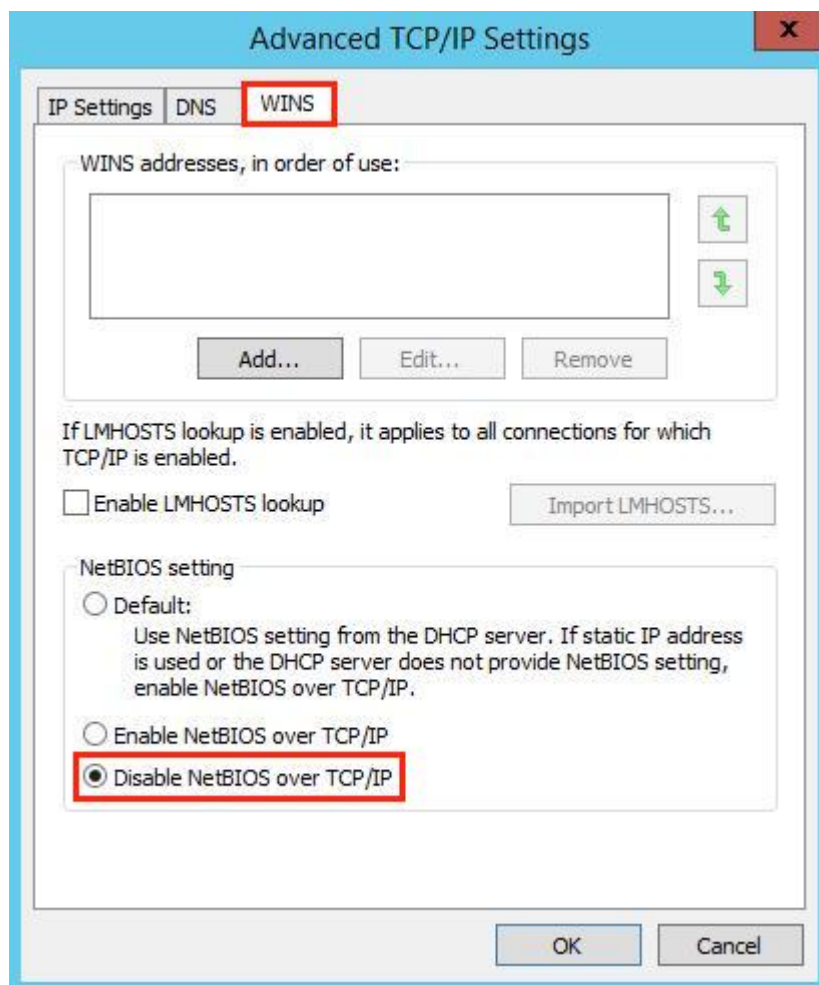 Advanced TCP/IP Settings
x
IP Settings
DNS
WINS
WINS addresses, in order of use:
Add...
Edit...
Remove
If LMHOSTS lookup is enabled, it applies to all connections for which
TCP/IP is enabled.
Enable LMHOSTS lookup
Import LMHOSTS...
NetBIOS setting
Default:
Use NetBIOS setting from the DHCP server. If static IP address
is used or the DHCP server does not provide NetBIOS setting,
enable NetBIOS over TCP/IP.
Enable NetBIOS over TCP/IP
Disable NetBIOS over TCP/IP
OK
Cancel